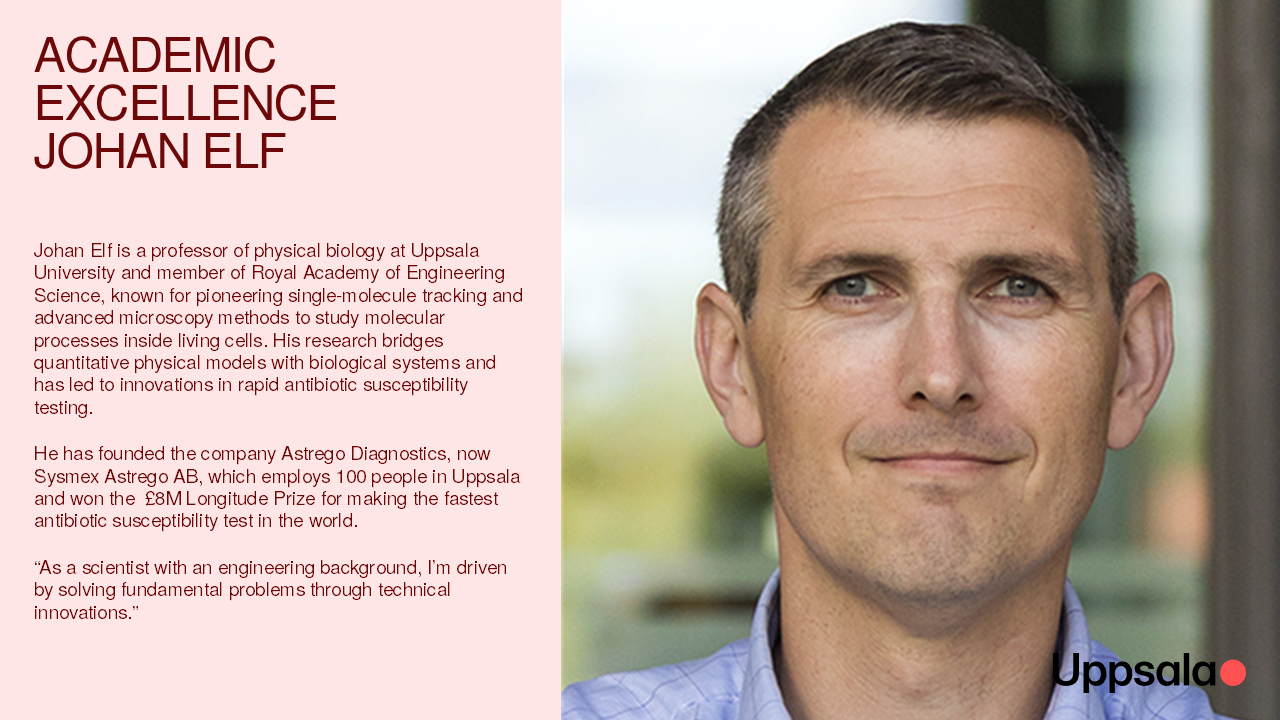 ACADEMIC
EXCELLENCE
JOHAN ELF
Johan Elf is a professor of physical biology at Uppsala
University and member of Royal Academy of Engineering
Science, known for pioneering single-molecule tracking and
advanced microscopy methods to study molecular
processes inside living cells. His research bridges
quantitative physical models with biological systems and
has led to innovations in rapid antibiotic susceptibility
testing.
He has founded the company Astrego Diagnostics, now
Sysmex Astrego AB, which employs 100 people in Uppsala
and won the £8M Longitude Prize for making the fastest
antibiotic susceptibility test in the world.
“As a scientist with an engineering background, I’m driven
by solving fundamental problems through technical
innovations.”
Uppsala